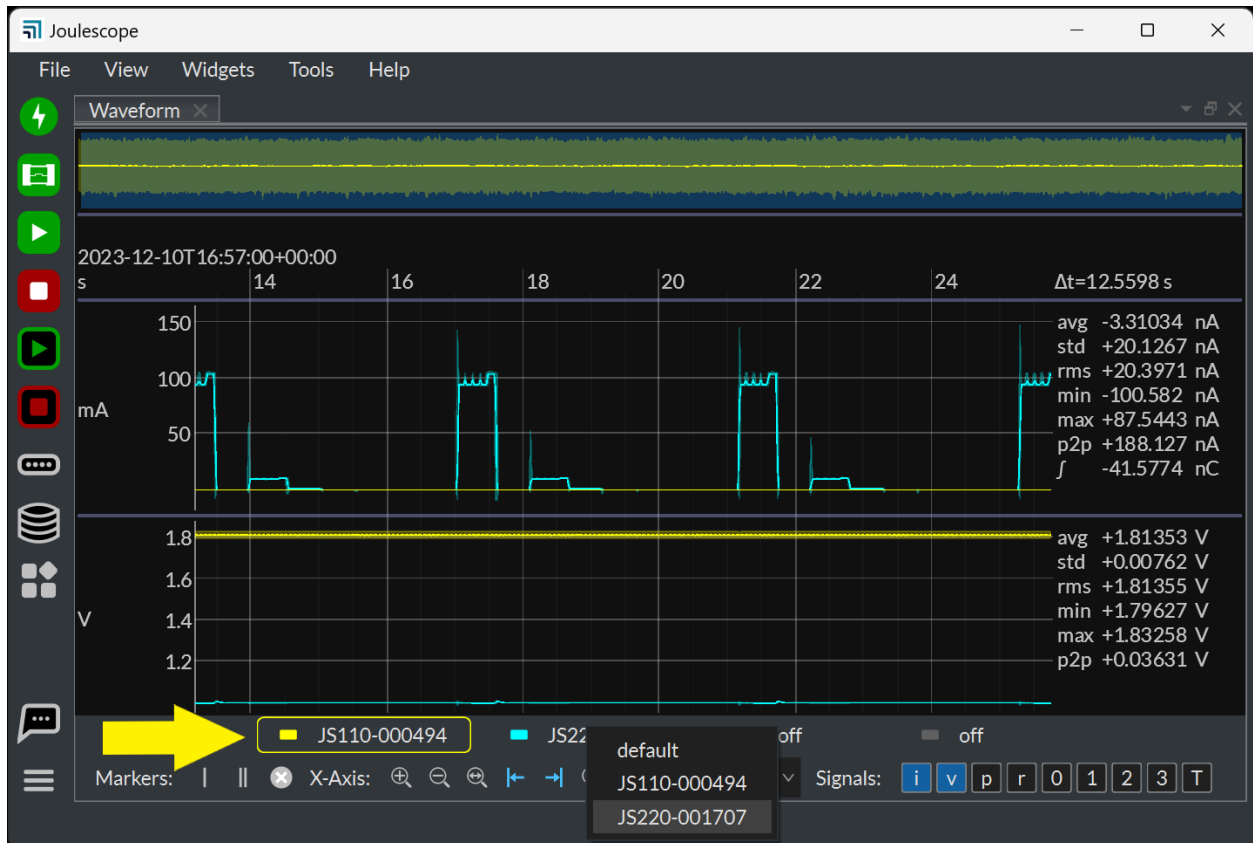 Joulescope
File View Widgets Tools Help
Waveform
2023-12-10T16:57:00+00:00
s 14 16 18 20 22 24 Δt=12.5598 s
150
100
mA
50
avg -3.31034 nA
std +20.1267 nA
rms +20.3971 nA
min -100.582 nA
max +87.5443 nA
p2p +188.127 nA
∫ -41.5774 nC
1.8
1.6
V 1.4
1.2
avg +1.81353 V
std +0.00762 V
rms +1.81355 V
min +1.79627 V
max +1.83258 V
p2p +0.03631 V
JS110-000494 JS22 off off
default
JS110-000494
JS220-001707
Markers: X-Axis: Signals: i v p r 0 1 2 3 T